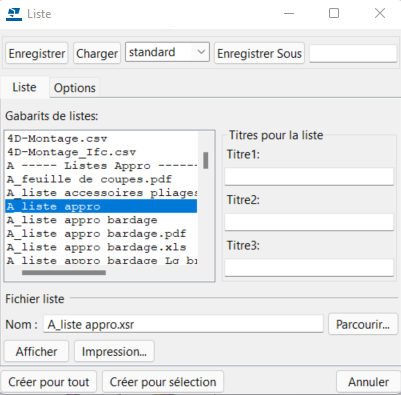 Liste
Enregistrer Charger standard Enregistrer Sous
Liste Options
Gabarits de listes:
4D-Montage.csv
4D-Montage_Ifc.csv
A ----- Listes Appro ------
A_feuille de coupes.pdf
A_liste accessoires pliages
A_liste appro
A_liste appro bardage
A_liste appro bardage.pdf
A_liste appro bardage.xls
A_liste appro bardage Lg br
Titres pour la liste
Titre1:
Titre2:
Titre3:
Fichier liste
Nom : A_liste appro.xsr Parcourir...
Afficher Impression...
Créer pour tout Créer pour sélection Annuler